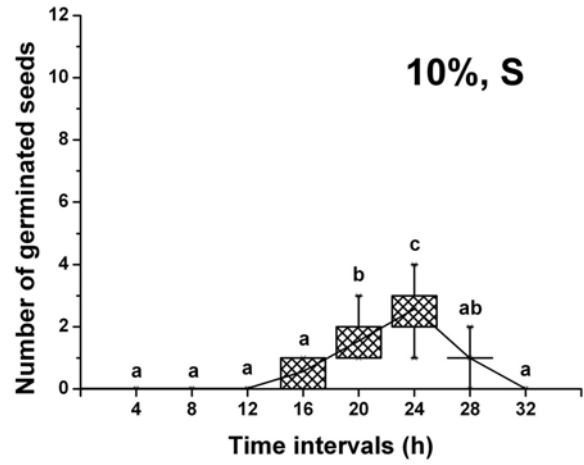 12
10%, S
10
8
6
4
2
0
Number of germinated seeds
a
a
a
a
b
c
ab
a
4
8
12
16
20
24
28
32
Time intervals (h)